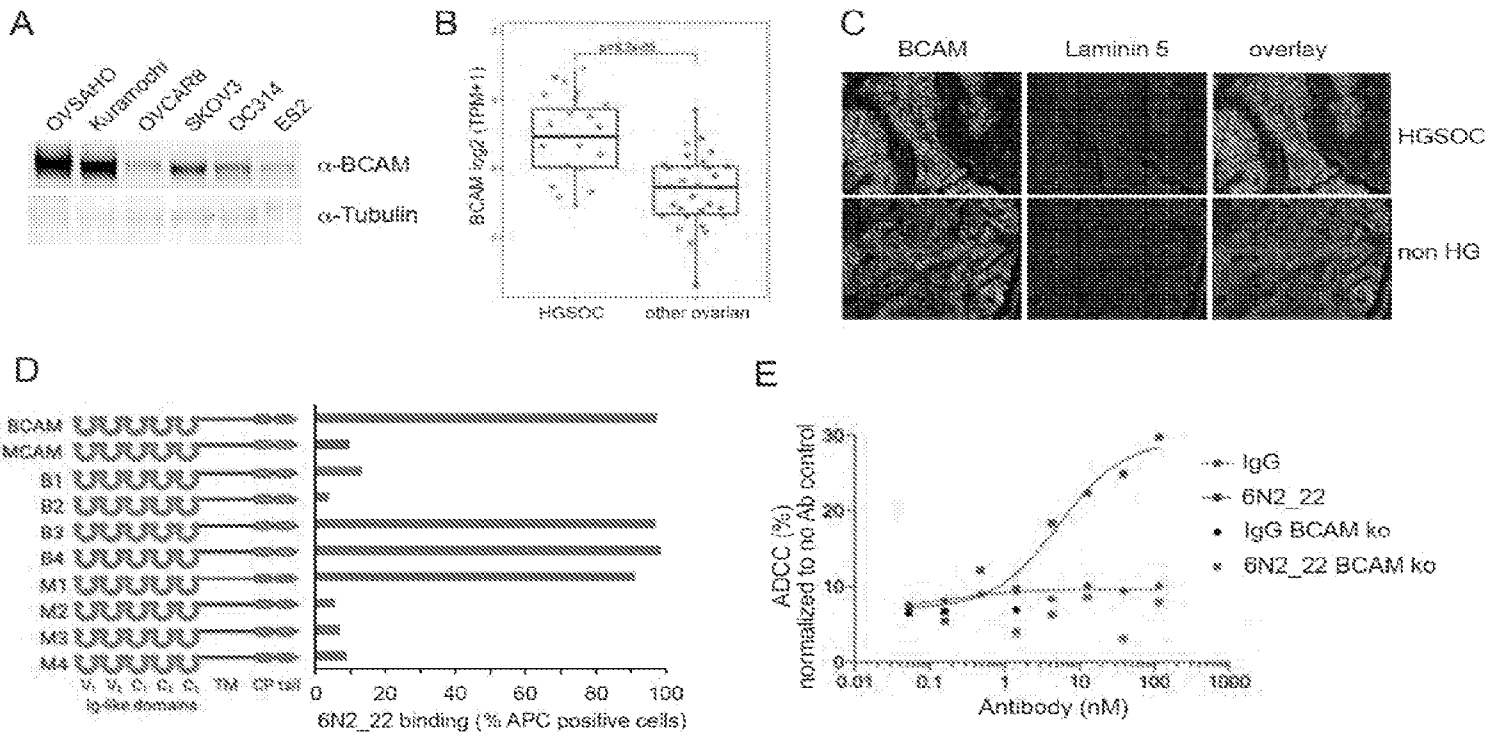 A
OVSAHO
Kuramochi
OVCAR8
SKOV3
OC314
ES2
α-BCAM
α-Tubulin
B
BCAM log2 (TPM+1)
HGSOC
other ovarian
C
BCAM
Laminin 5
overlay
HGSOC
non HG
D
BCAM
MCAM
B1
B2
B3
B4
M1
M2
M3
M4
TM
CP tail
Ig-like domains
0 20 40 60 80 100
6N2_22 binding (% APC positive cells)
E
ADCC (%)
normalized to no Ab control
30
20
10
0
0.01 0.1 1 10 100 1000
Antibody (nM)
IgG
6N2_22
IgG BCAM ko
6N2_22 BCAM ko